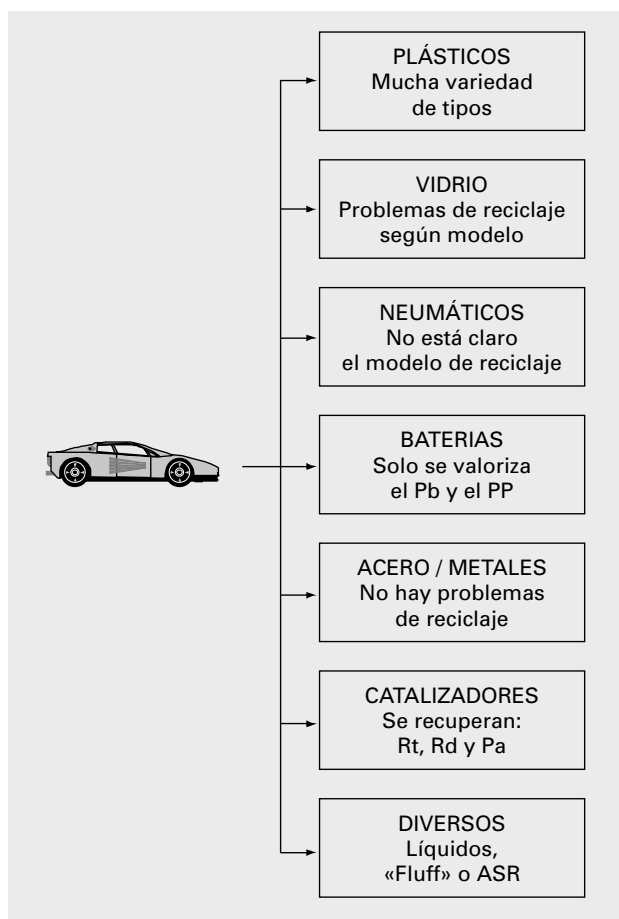 PLÁSTICOS
Mucha variedad
de tipos
VIDRIO
Problemas de reciclaje
según modelo
NEUMÁTICOS
No está claro
el modelo de reciclaje
BATERIAS
Solo se valoriza
el Pb y el PP
ACERO / METALES
No hay problemas
de reciclaje
CATALIZADORES
Se recuperan:
Rt, Rd y Pa
DIVERSOS
Líquidos,
«Fluff» o ASR